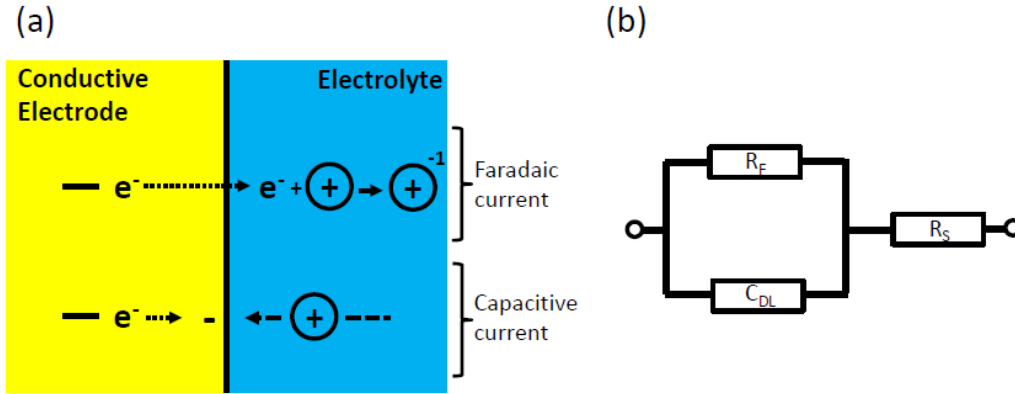 (a)
Conductive
Electrode
Electrolyte
e- e- + + + -1
Faradaic
current
e- - +
Capacitive
current
(b)
RF
CDL
RS